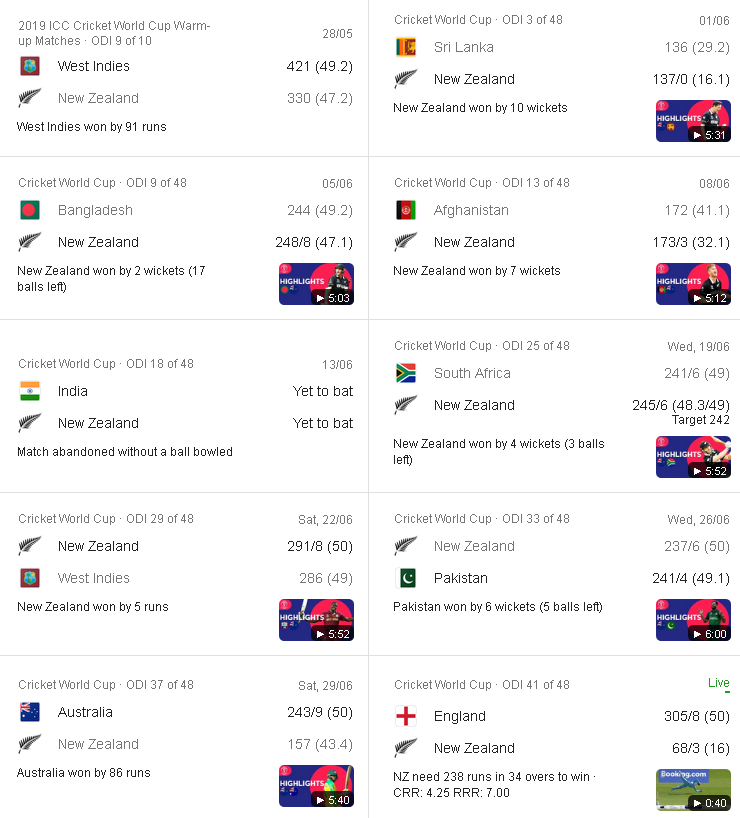 2019 ICC Cricket World Cup Warm-
up Matches · ODI 9 of 10
28/05
West Indies 421 (49.2)
New Zealand 330 (47.2)
West Indies won by 91 runs
Cricket World Cup · ODI 3 of 48 01/06
Sri Lanka 136 (29.2)
New Zealand 137/0 (16.1)
New Zealand won by 10 wickets
HIGHLIGHTS
5:31
Cricket World Cup · ODI 9 of 48 05/06
Bangladesh 244 (49.2)
New Zealand 248/8 (47.1)
New Zealand won by 2 wickets (17
balls left)
HIGHLIGHTS
5:03
Cricket World Cup · ODI 13 of 48 08/06
Afghanistan 172 (41.1)
New Zealand 173/3 (32.1)
New Zealand won by 7 wickets
HIGHLIGHTS
5:12
Cricket World Cup · ODI 18 of 48 13/06
India Yet to bat
New Zealand Yet to bat
Match abandoned without a ball bowled
Cricket World Cup · ODI 25 of 48 Wed, 19/06
South Africa 241/6 (49)
New Zealand 245/6 (48.3/49)
Target 242
New Zealand won by 4 wickets (3 balls
left)
HIGHLIGHTS
5:52
Cricket World Cup · ODI 29 of 48 Sat, 22/06
New Zealand 291/8 (50)
West Indies 286 (49)
New Zealand won by 5 runs
HIGHLIGHTS
5:52
Cricket World Cup · ODI 33 of 48 Wed, 26/06
New Zealand 237/6 (50)
Pakistan 241/4 (49.1)
Pakistan won by 6 wickets (5 balls left)
HIGHLIGHTS
6:00
Cricket World Cup · ODI 37 of 48 Sat, 29/06
Australia 243/9 (50)
New Zealand 157 (43.4)
Australia won by 86 runs
HIGHLIGHTS
5:40
Cricket World Cup · ODI 41 of 48 Live
England 305/8 (50)
New Zealand 68/3 (16)
NZ need 238 runs in 34 overs to win ·
CRR: 4.25 RRR: 7.00
Booking.com
0:40